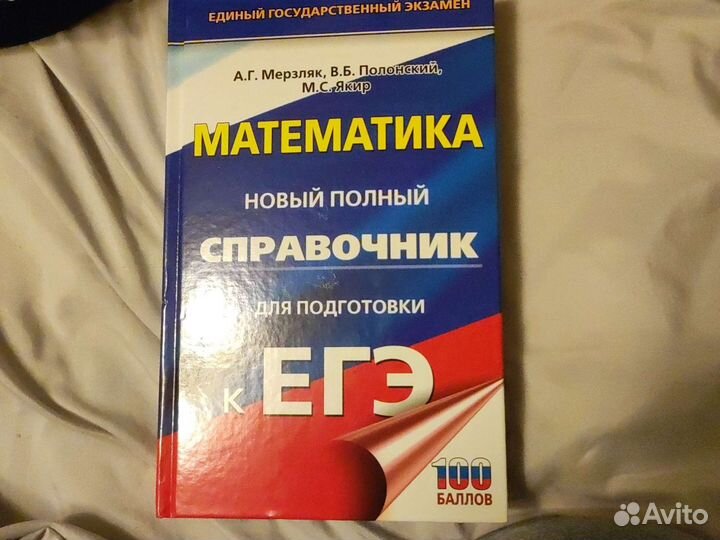 ЕДИНЫЙ ГОСУДАРСТВЕННЫЙ ЭКЗАМЕН
А.Г. Мерзляк, В.Б. Полонский,
М.С. Якир
МАТЕМАТИКА
НОВЫЙ ПОЛНЫЙ
СПРАВОЧНИК
ДЛЯ ПОДГОТОВКИ
К ЕГЭ
100
БАЛЛОВ
Avito